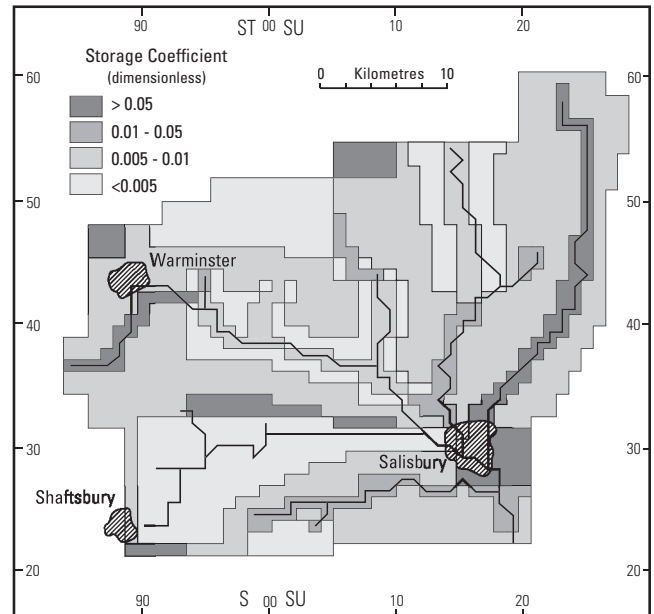 90 ST 00 SU 10 20
Storage Coefficient
(dimensionless)
> 0.05
0.01 - 0.05
0.005 - 0.01
<0.005
0 Kilometres 10
60 60
50 50
Warminster
40 40
30 30
Salisbury
Shaftsbury
20 20
90 S 00 SU 10 20